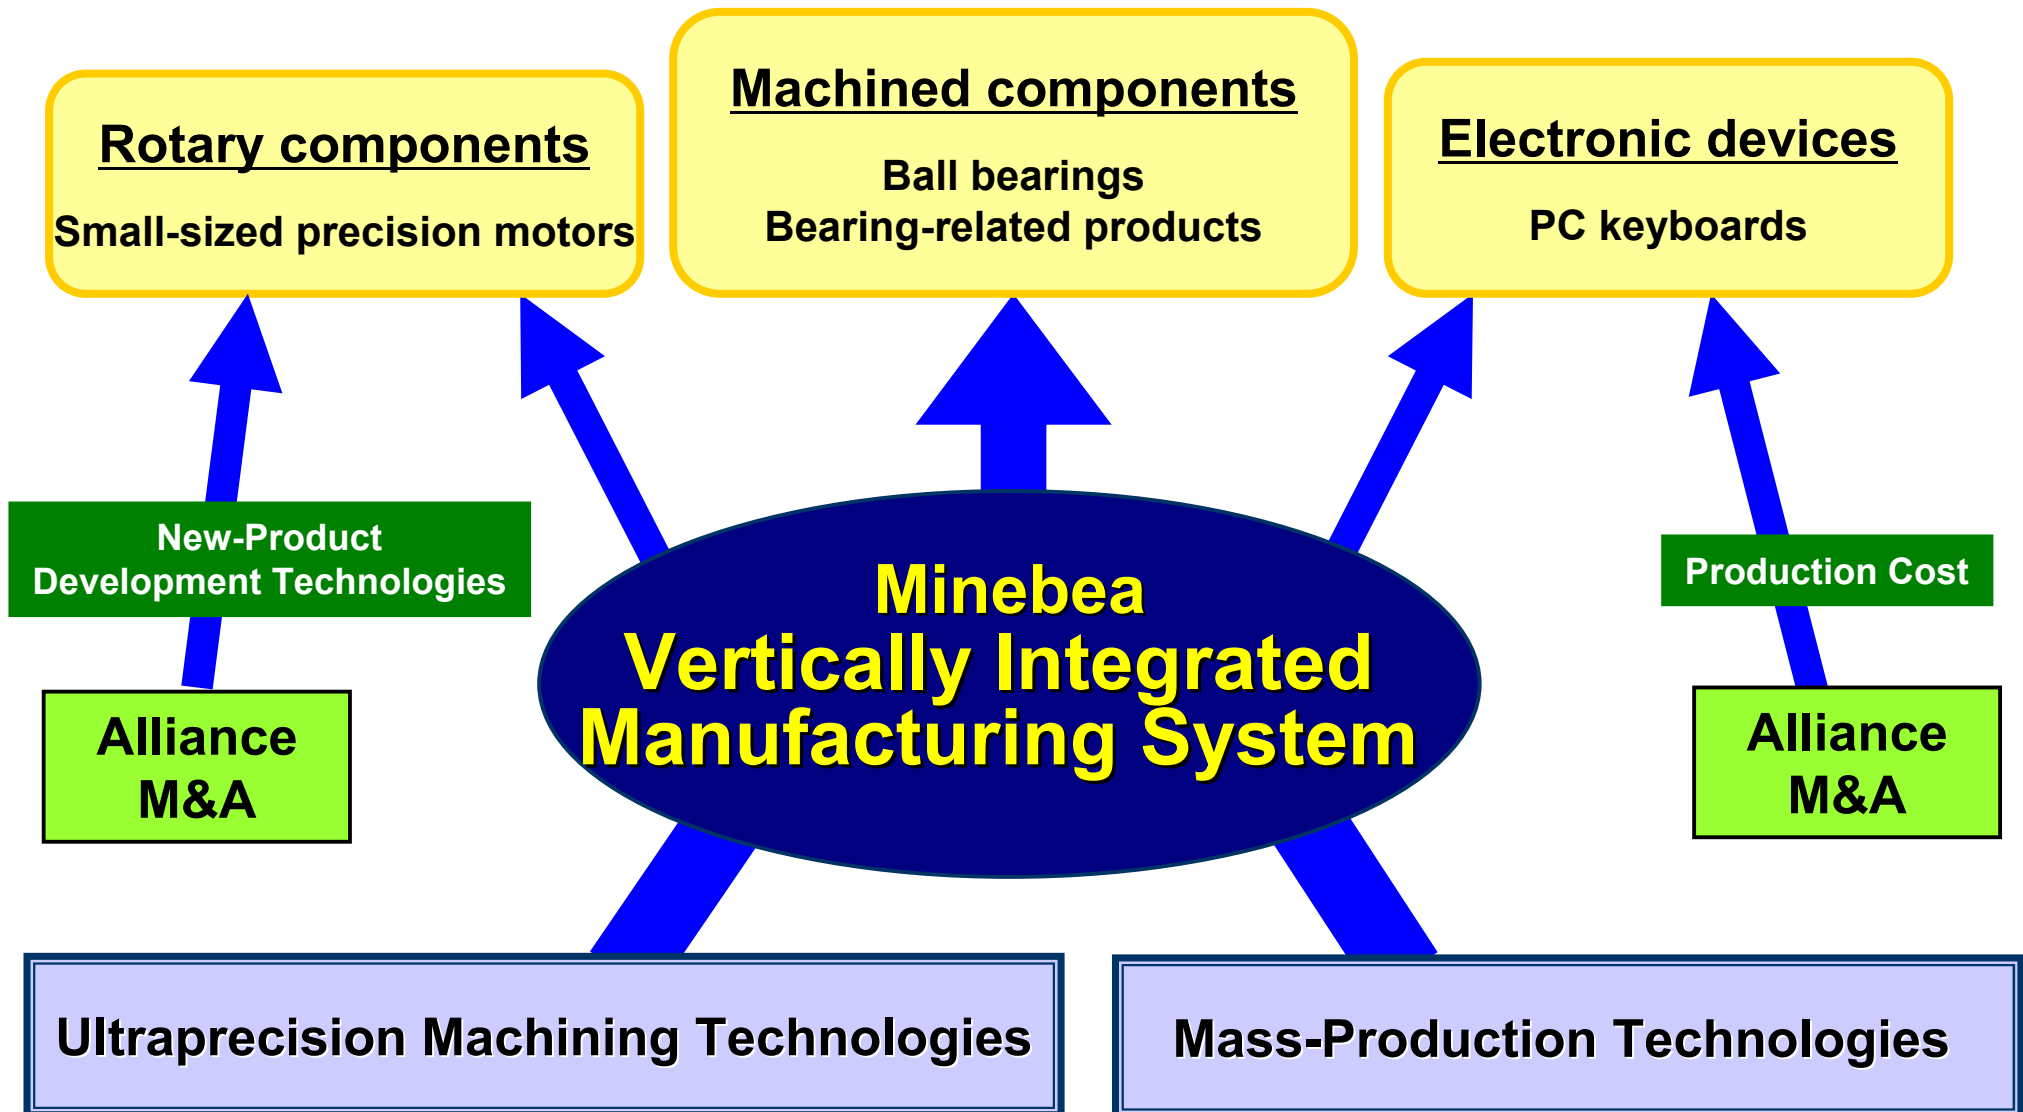 Rotary components
Small-sized precision motors
Machined components
Ball bearings
Bearing-related products
Electronic devices
PC keyboards
New-Product
Development Technologies
Production Cost
Minebea
Vertically Integrated
Manufacturing System
Alliance
M&A
Alliance
M&A
Ultraprecision Machining Technologies
Mass-Production Technologies